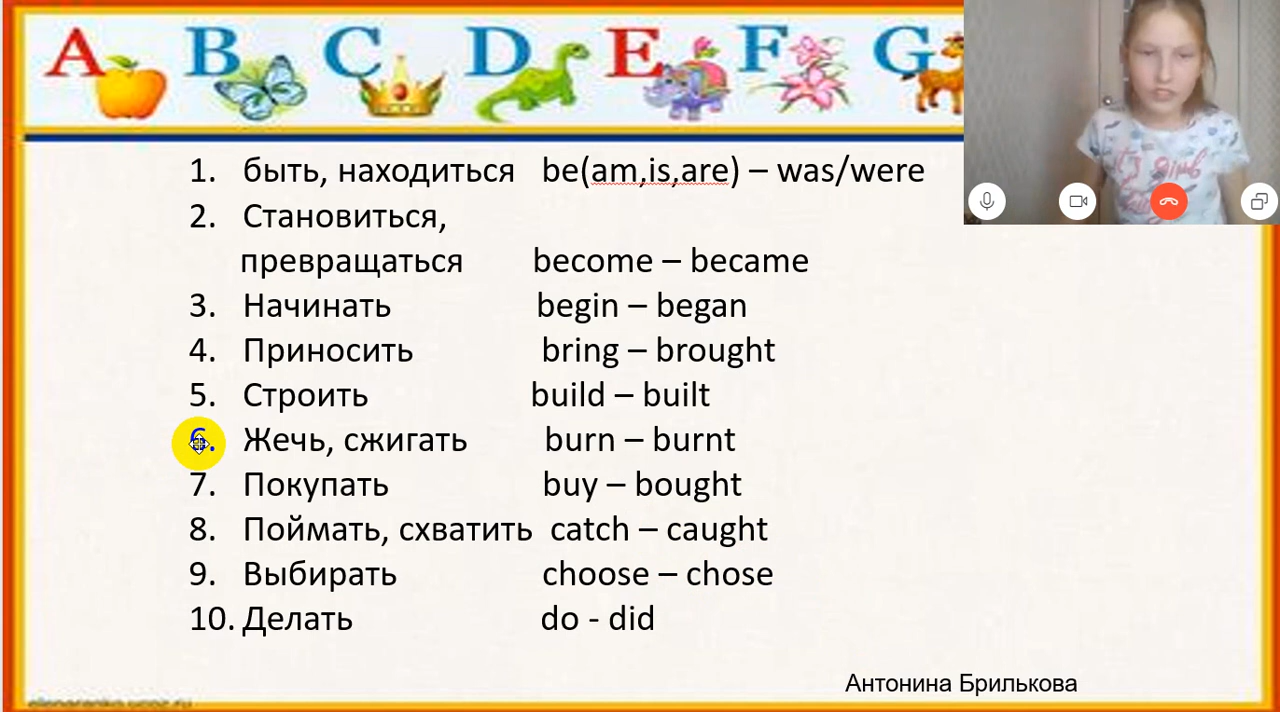 A B C D E F G
1. быть, находиться be(am,is,are) – was/were
2. Становиться,
превращаться become – became
3. Начинать begin – began
4. Приносить bring – brought
5. Строить build – built
6. Жечь, сжигать burn – burnt
7. Покупать buy – bought
8. Поймать, схватить catch – caught
9. Выбирать choose – chose
10. Делать do - did
Антонина Брилькова